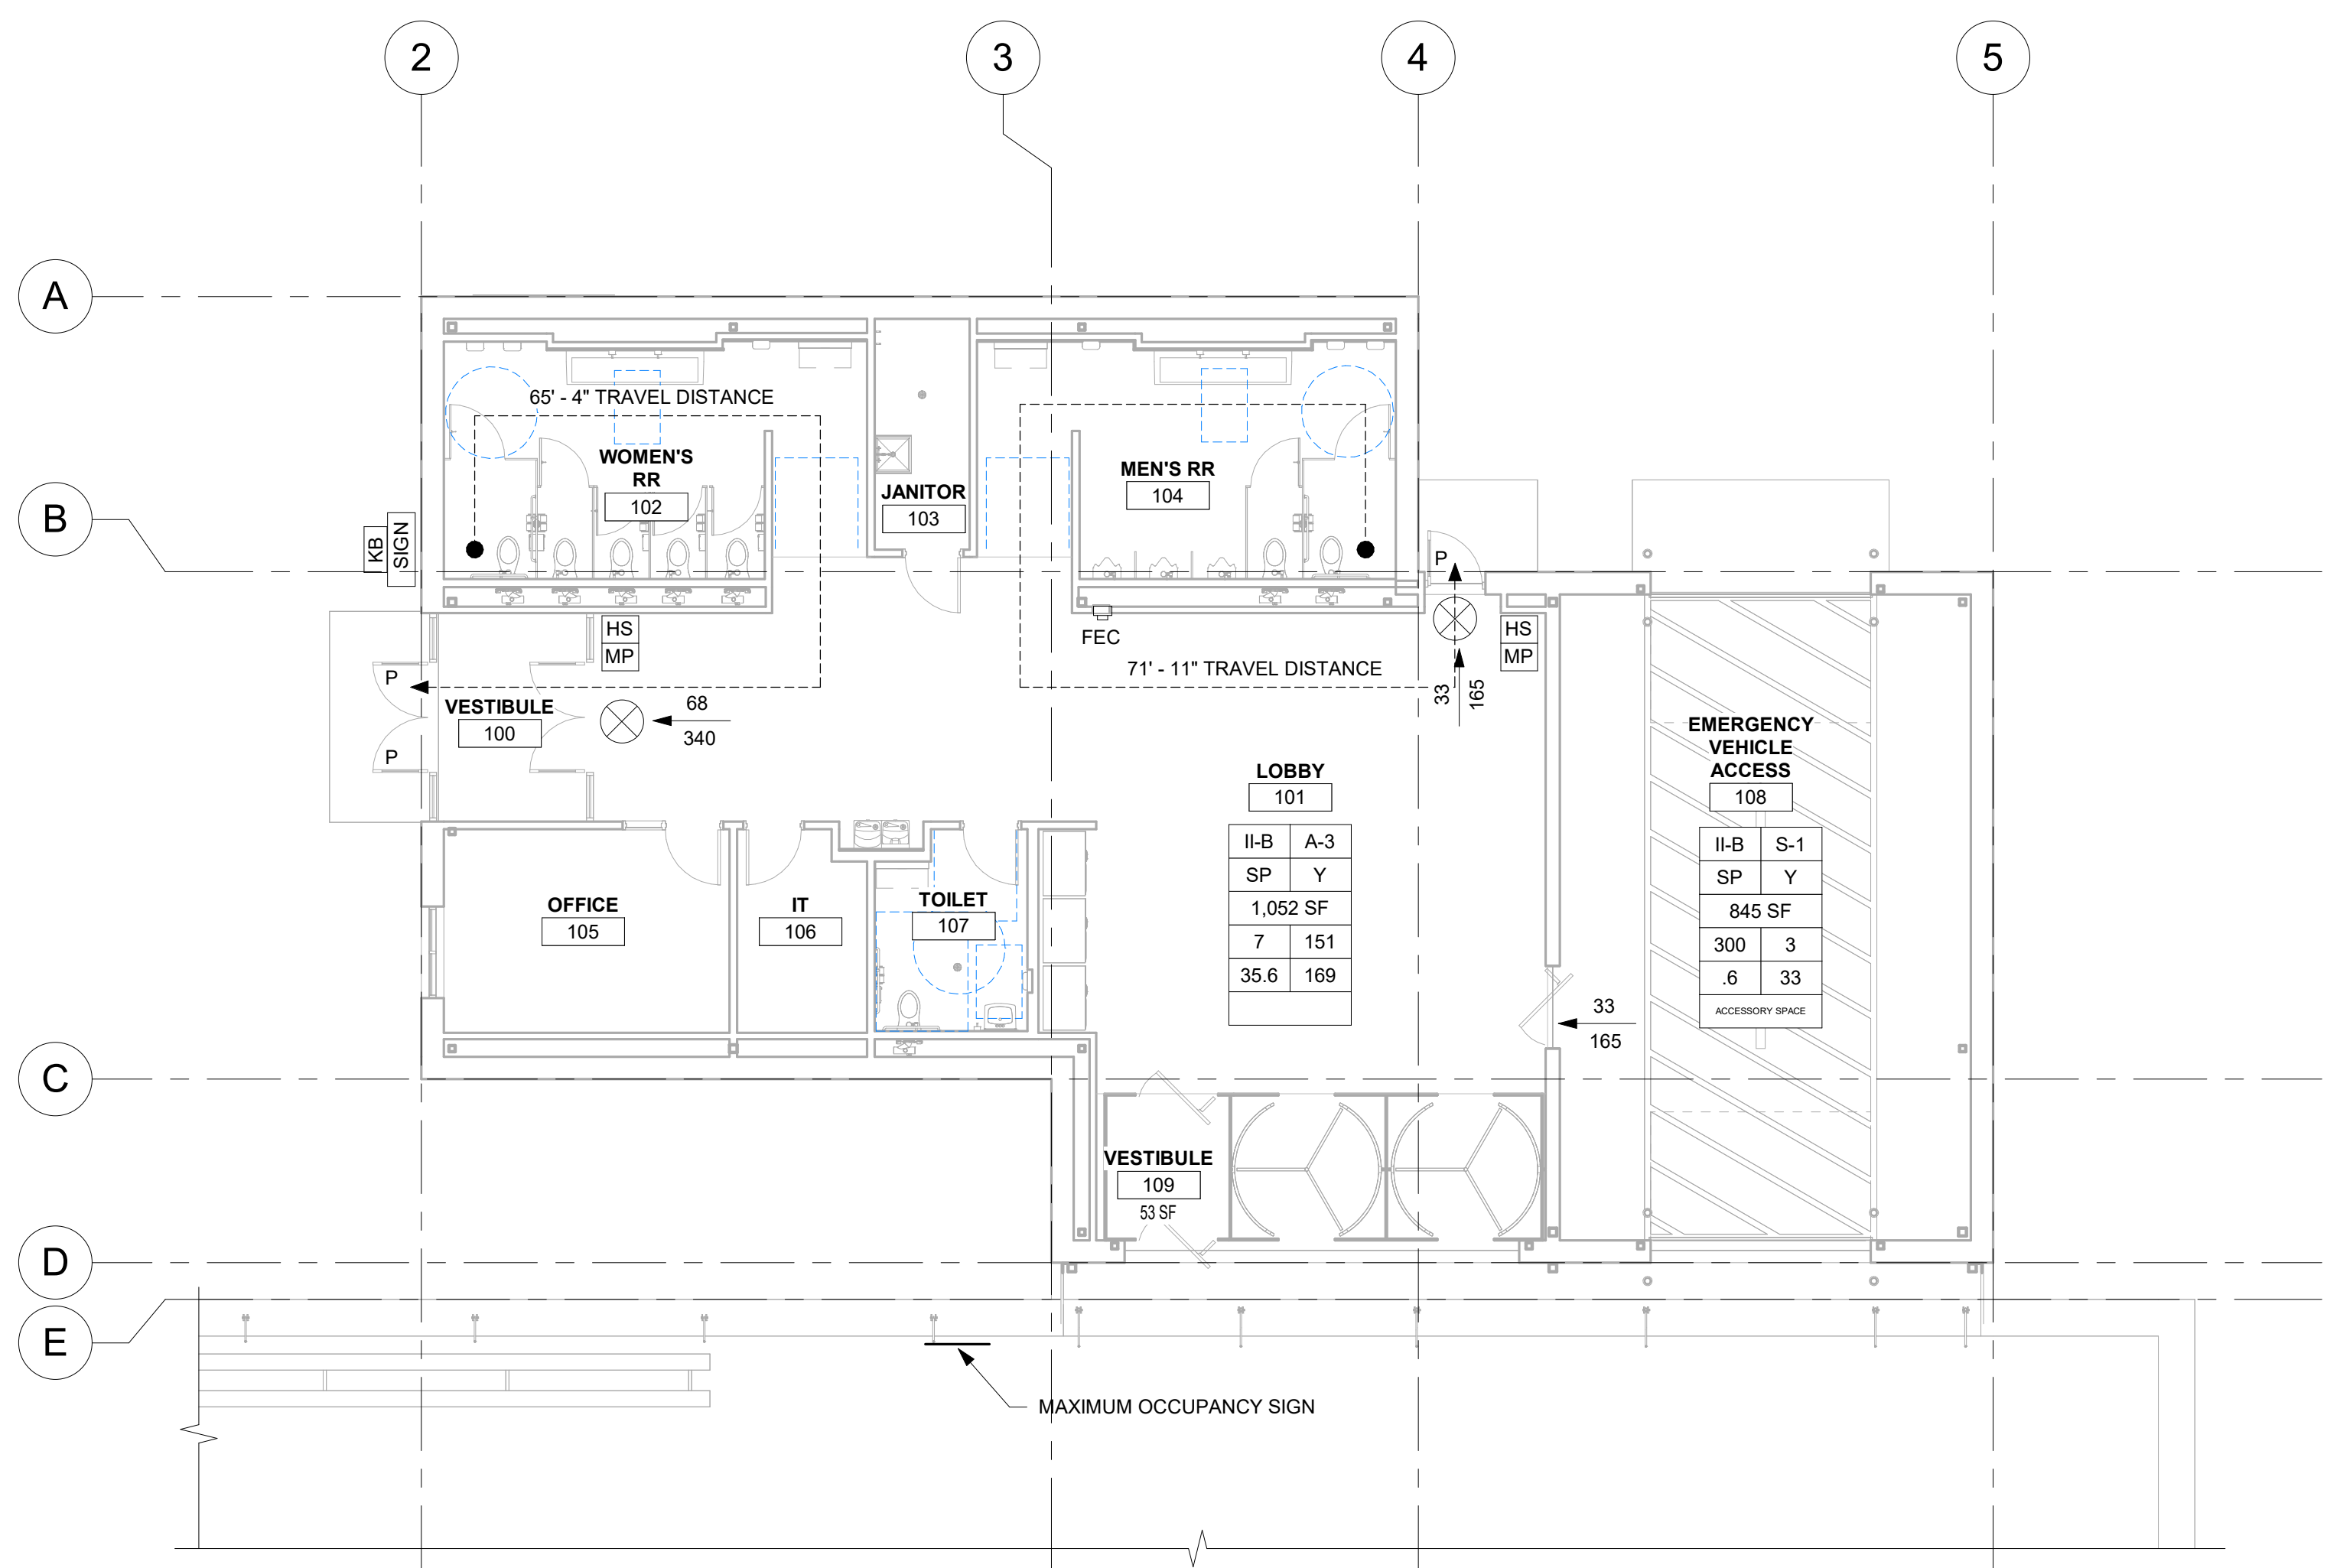 2
3
4
5
A
B
C
D
E
65' - 4" TRAVEL DISTANCE
WOMEN'S
RR
102
JANITOR
103
MEN'S RR
104
KB
SIGN
P
HS
MP
FEC
71' - 11" TRAVEL DISTANCE
33
165
HS
MP
P
P
VESTIBULE
100
68
340
LOBBY
101
II-B A-3
SP Y
1,052 SF
7 151
35.6 169
EMERGENCY
VEHICLE
ACCESS
108
II-B S-1
SP Y
845 SF
300 3
.6 33
ACCESSORY SPACE
OFFICE
105
IT
106
TOILET
107
33
165
VESTIBULE
109
53 SF
MAXIMUM OCCUPANCY SIGN